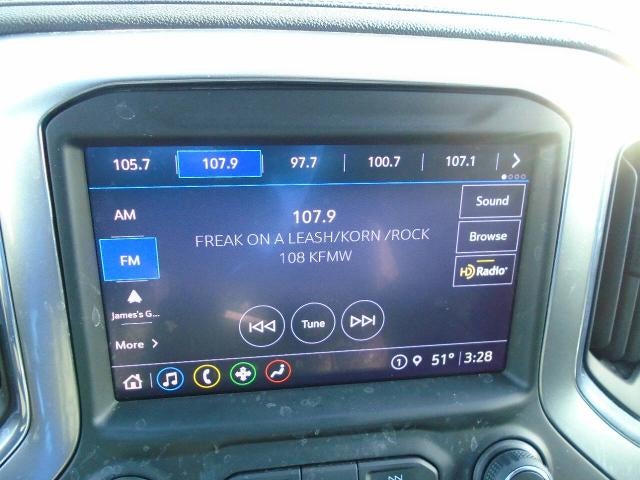 105.7 107.9 97.7 100.7 107.1
AM
FM
James's G...
More
107.9
FREAK ON A LEASH/KORN /ROCK
108 KFMW
Tune
Sound
Browse
HD Radio
1 51° 3:28